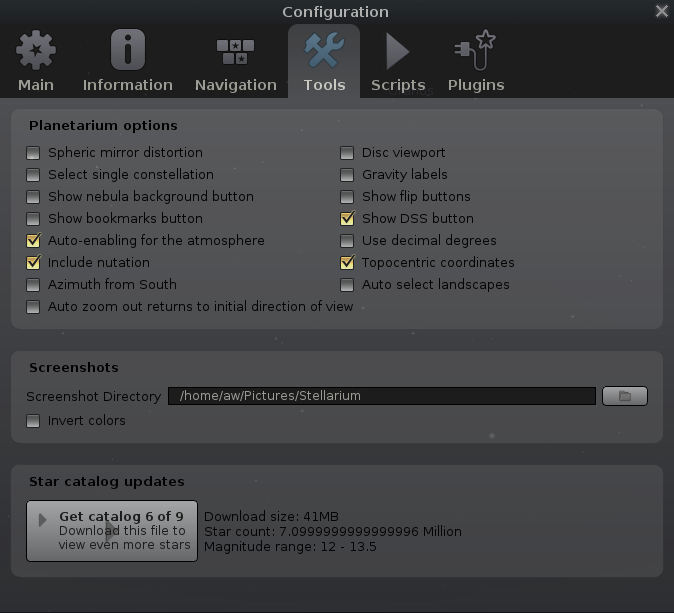 Configuration
Main Information Navigation Tools Scripts Plugins
Planetarium options
Spheric mirror distortion Disc viewport
Select single constellation Gravity labels
Show nebula background button Show flip buttons
Show bookmarks button Show DSS button
Auto-enabling for the atmosphere Use decimal degrees
Include nutation Topocentric coordinates
Azimuth from South Auto select landscapes
Auto zoom out returns to initial direction of view
Screenshots
Screenshot Directory /home/aw/Pictures/Stellarium
Invert colors
Star catalog updates
Get catalog 6 of 9
Download this file to
view even more stars
Download size: 41MB
Star count: 7.0999999999999996 Million
Magnitude range: 12 - 13.5